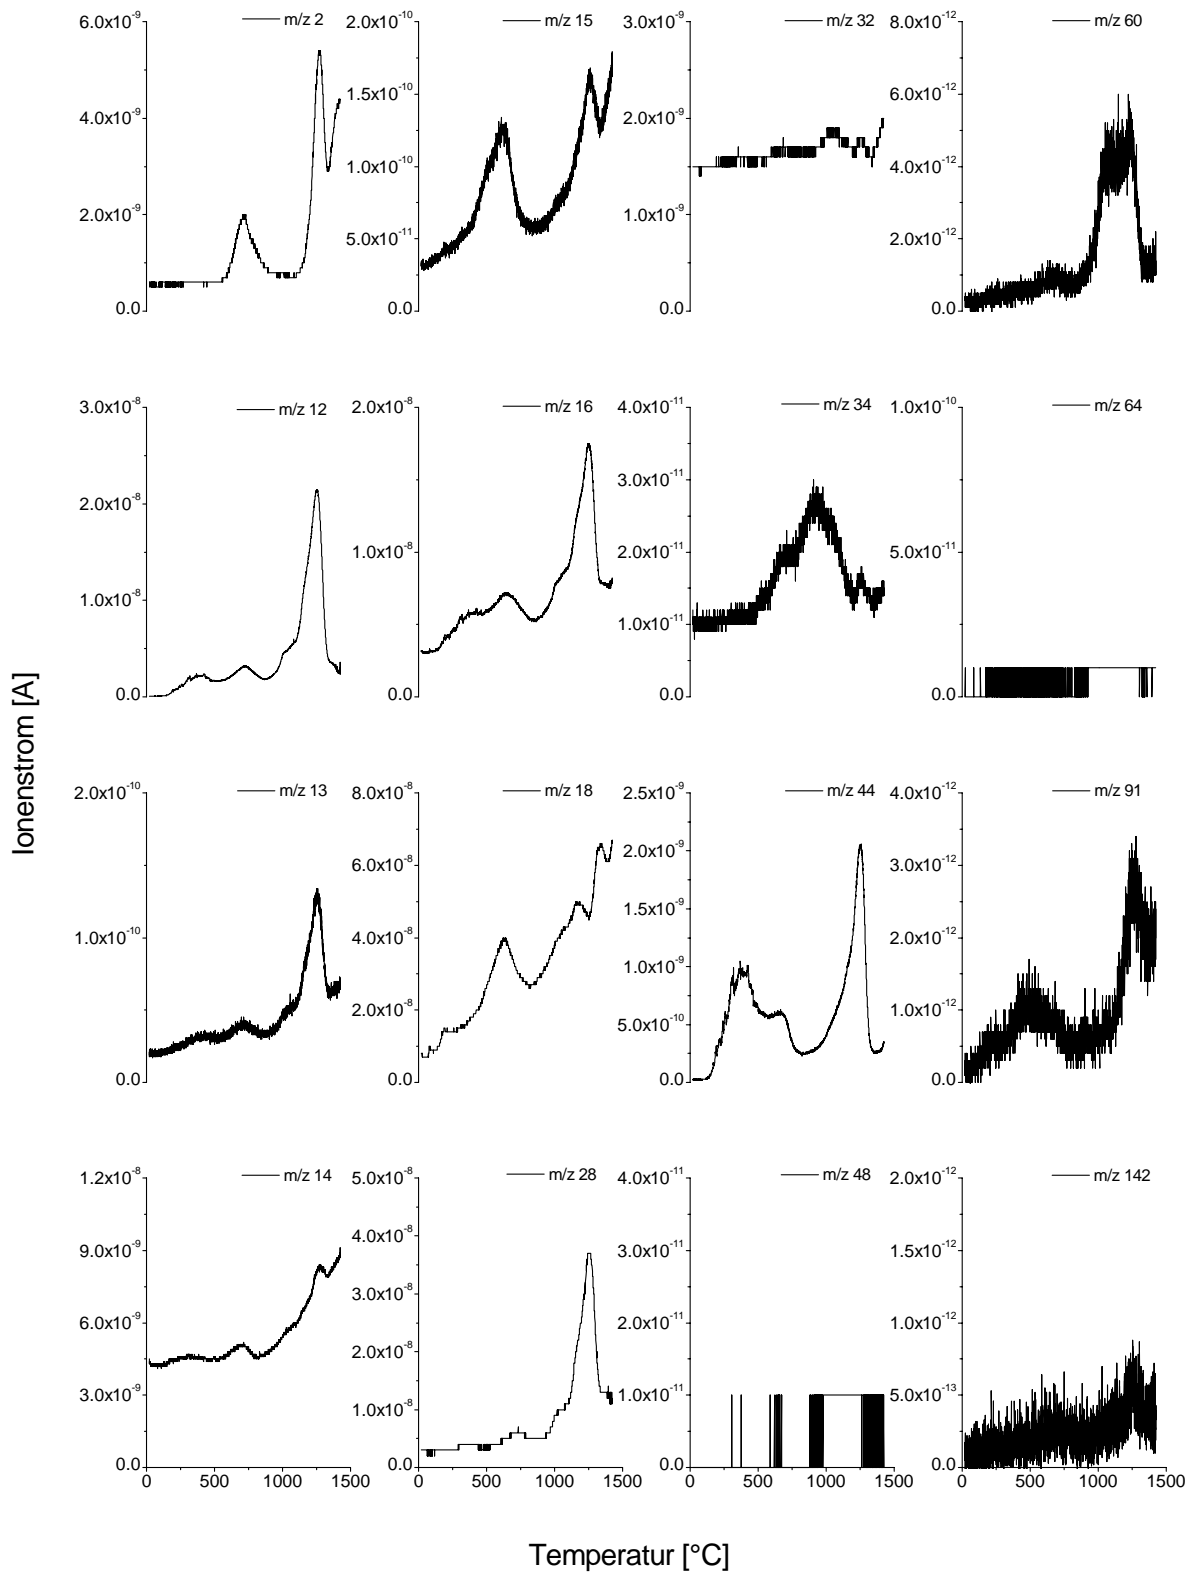 Ionenstrom [A]
6.0x10⁻⁹
4.0x10⁻⁹
2.0x10⁻⁹
0.0
m/z 2
2.0x10⁻¹⁰
1.5x10⁻¹⁰
1.0x10⁻¹⁰
5.0x10⁻¹¹
0.0
m/z 15
3.0x10⁻⁹
2.0x10⁻⁹
1.0x10⁻⁹
0.0
m/z 32
8.0x10⁻¹²
6.0x10⁻¹²
4.0x10⁻¹²
2.0x10⁻¹²
0.0
m/z 60
3.0x10⁻⁸
2.0x10⁻⁸
1.0x10⁻⁸
0.0
m/z 12
2.0x10⁻⁸
1.0x10⁻⁸
0.0
m/z 16
4.0x10⁻¹¹
3.0x10⁻¹¹
2.0x10⁻¹¹
1.0x10⁻¹¹
0.0
m/z 34
1.0x10⁻¹⁰
5.0x10⁻¹¹
0.0
m/z 64
2.0x10⁻¹⁰
1.0x10⁻¹⁰
0.0
m/z 13
8.0x10⁻⁸
6.0x10⁻⁸
4.0x10⁻⁸
2.0x10⁻⁸
0.0
m/z 18
2.5x10⁻⁹
2.0x10⁻⁹
1.5x10⁻⁹
1.0x10⁻⁹
5.0x10⁻¹⁰
0.0
m/z 44
4.0x10⁻¹²
3.0x10⁻¹²
2.0x10⁻¹²
1.0x10⁻¹²
0.0
m/z 91
1.2x10⁻⁸
9.0x10⁻⁹
6.0x10⁻⁹
3.0x10⁻⁹
0.0
m/z 14
0 500 1000 1500
5.0x10⁻⁸
4.0x10⁻⁸
3.0x10⁻⁸
2.0x10⁻⁸
1.0x10⁻⁸
0.0
m/z 28
0 500 1000 1500
4.0x10⁻¹¹
3.0x10⁻¹¹
2.0x10⁻¹¹
1.0x10⁻¹¹
0.0
m/z 48
0 500 1000 1500
2.0x10⁻¹²
1.5x10⁻¹²
1.0x10⁻¹²
5.0x10⁻¹³
0.0
m/z 142
0 500 1000 1500
Temperatur [°C]